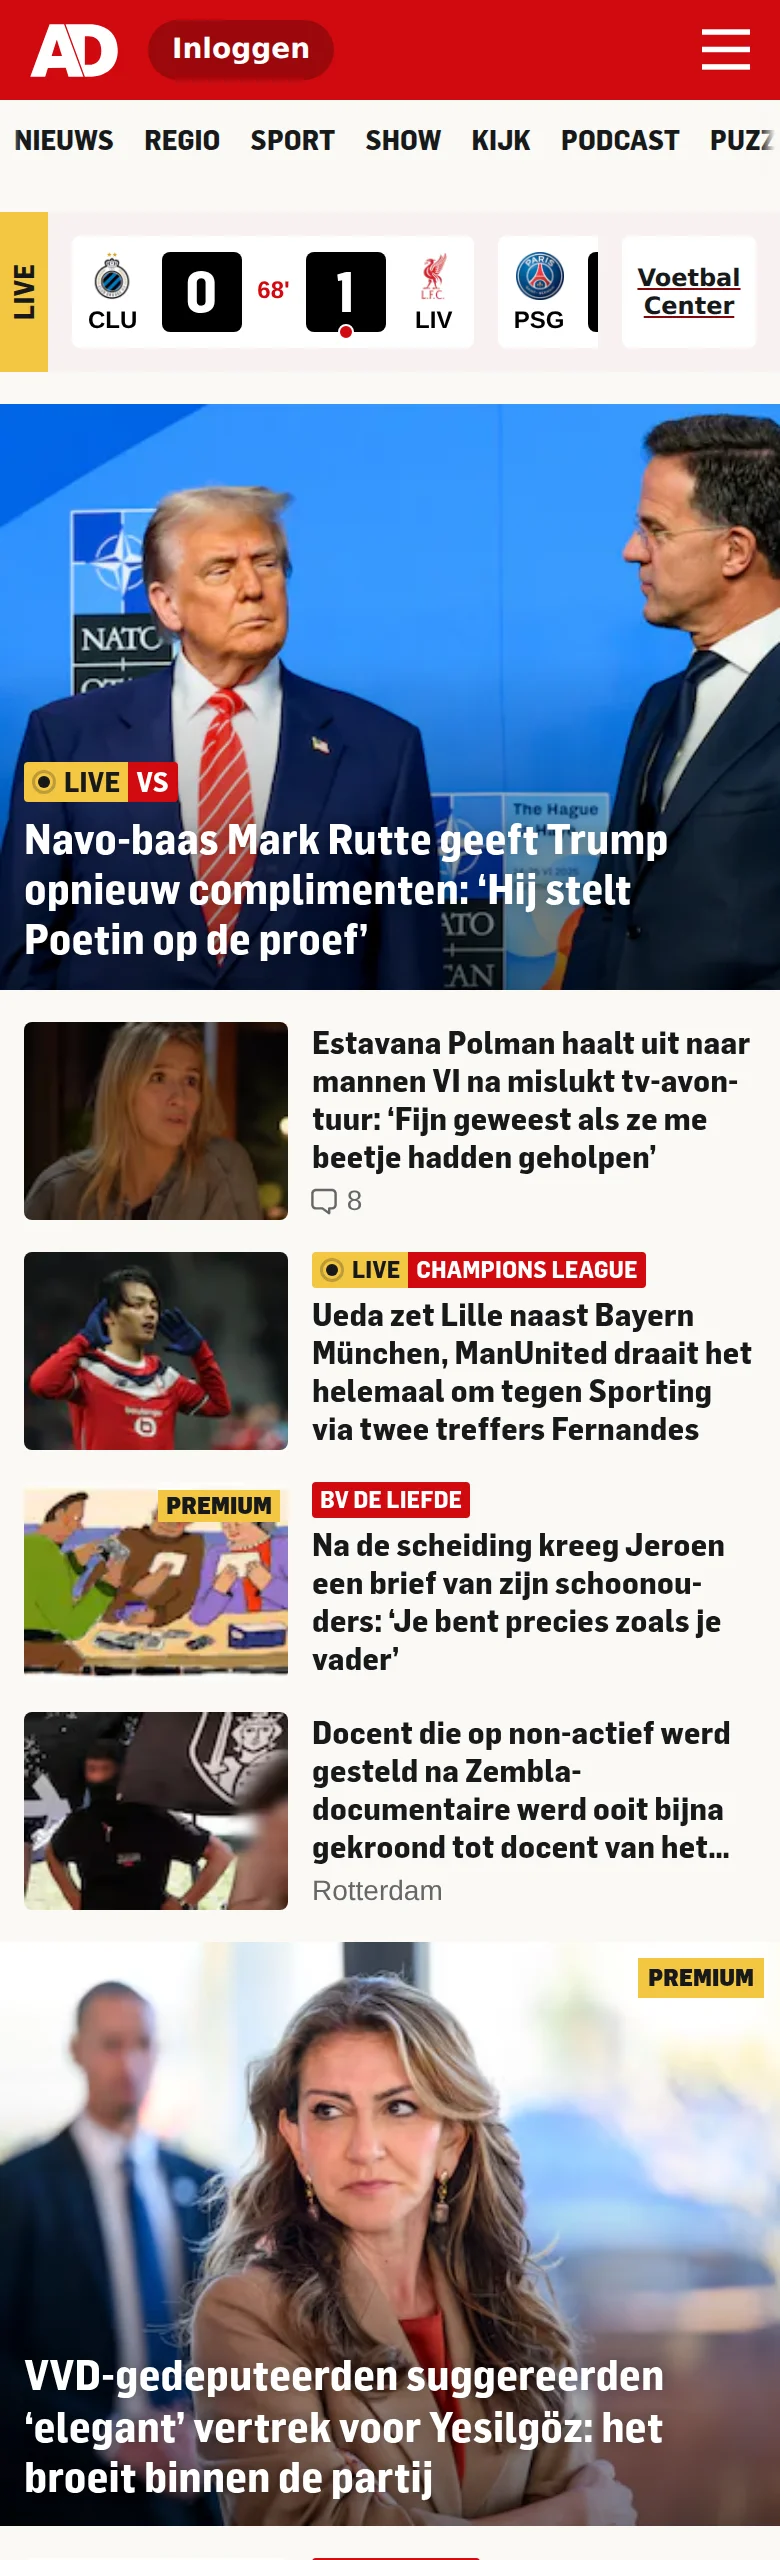 AD
Inloggen
NIEUWS REGIO SPORT SHOW KIJK PODCAST PUZZ
LIVE
CLU
0
68'
1
L.F.C.
LIV
PARIS
PSG
Voetbal
Center
NATO
The Hague
LIVE VS
Navo-baas Mark Rutte geeft Trump
opnieuw complimenten: ‘Hij stelt
Poetin op de proef’
Estavana Polman haalt uit naar
mannen VI na mislukt tv-avon-
tuur: ‘Fijn geweest als ze me
beetje hadden geholpen’
8
LIVE CHAMPIONS LEAGUE
Ueda zet Lille naast Bayern
München, ManUnited draait het
helemaal om tegen Sporting
via twee treffers Fernandes
PREMIUM
BV DE LIEFDE
Na de scheiding kreeg Jeroen
een brief van zijn schoonou-
ders: ‘Je bent precies zoals je
vader’
Docent die op non-actief werd
gesteld na Zembla-
documentaire werd ooit bijna
gekroond tot docent van het...
Rotterdam
PREMIUM
VVD-gedeputeerden suggereerden
‘elegant’ vertrek voor Yesilgöz: het
broeit binnen de partij